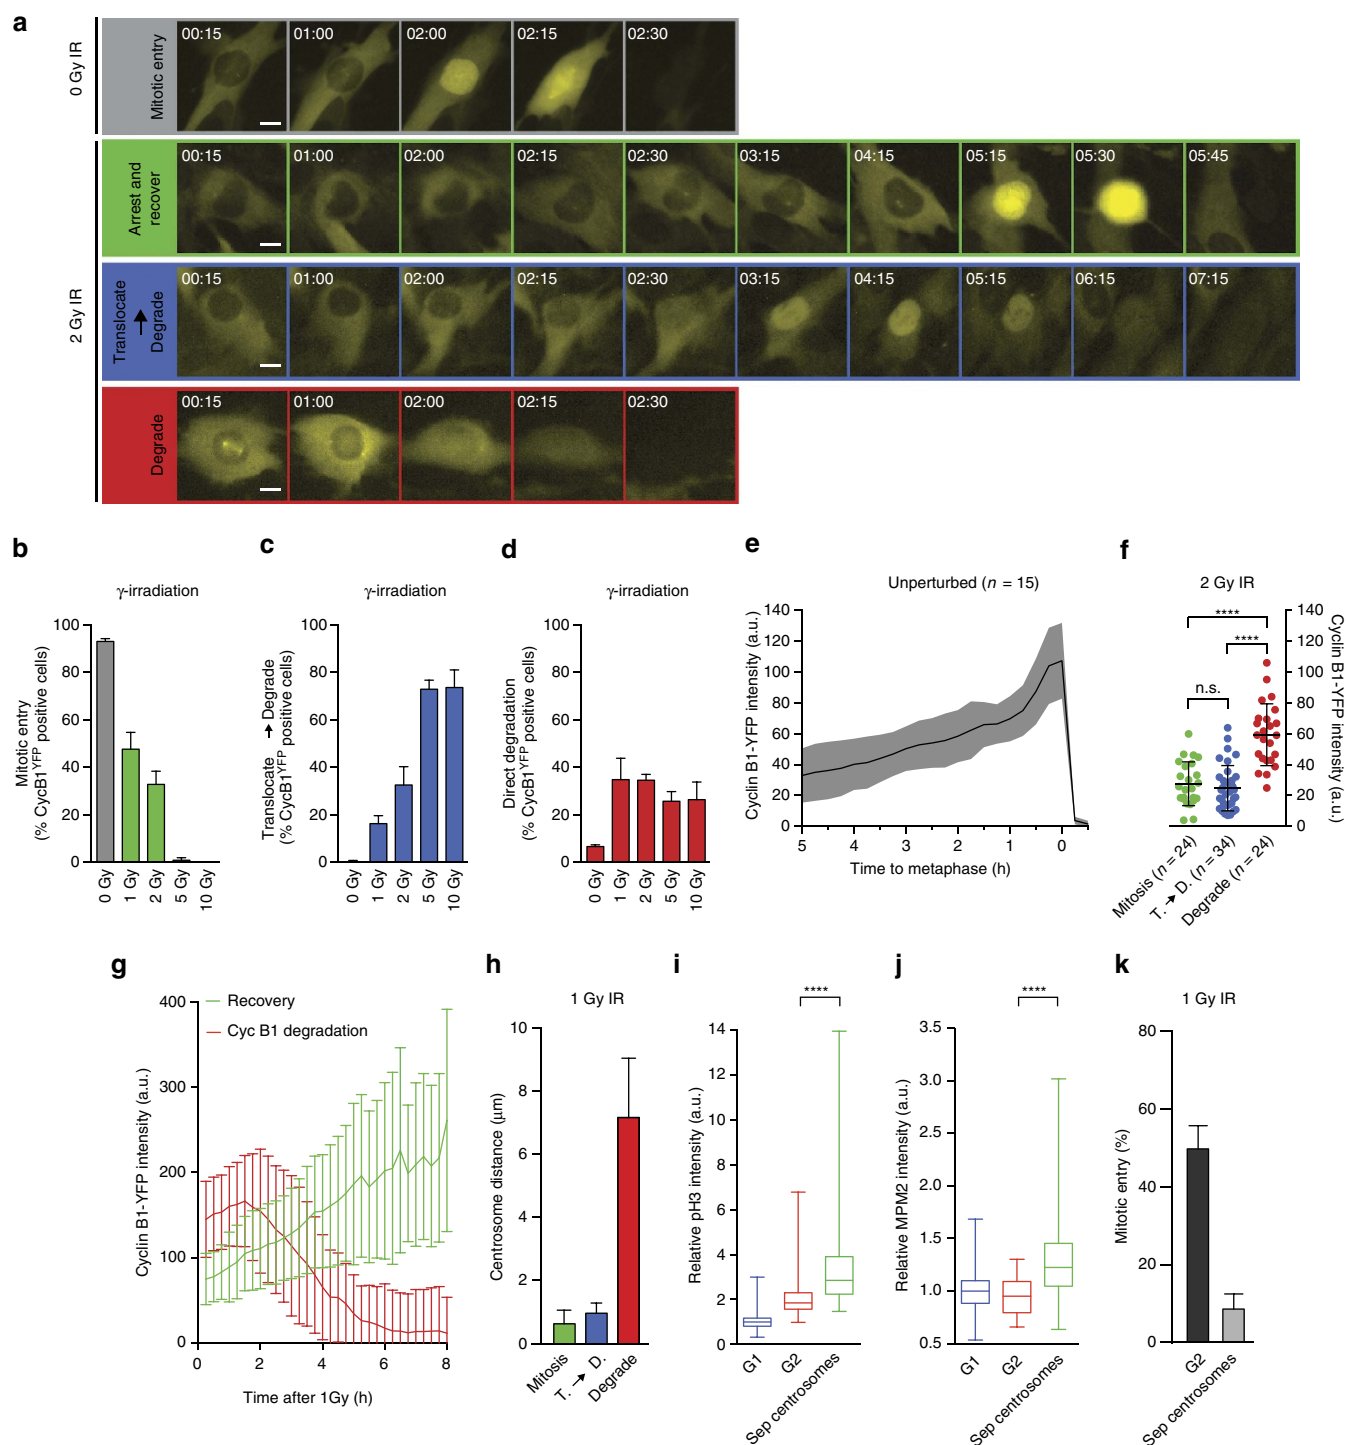 a
0 Gy IR
Mitotic entry
00:15 01:00 02:00 02:15 02:30
2 Gy IR
Arrest and
recover
00:15 01:00 02:00 02:15 02:30 03:15 04:15 05:15 05:30 05:45
Translocate
→
Degrade
00:15 01:00 02:00 02:15 02:30 03:15 04:15 05:15 06:15 07:15
Degrade
00:15 01:00 02:00 02:15 02:30
b
γ-irradiation
Mitotic entry
(% CycB1YFP positive cells)
100
80
60
40
20
0
0 Gy 1 Gy 2 Gy 5 Gy 10 Gy
c
γ-irradiation
Translocate → Degrade
(% CycB1YFP positive cells)
100
80
60
40
20
0
0 Gy 1 Gy 2 Gy 5 Gy 10 Gy
d
γ-irradiation
Direct degradation
(% CycB1YFP positive cells)
100
80
60
40
20
0
0 Gy 1 Gy 2 Gy 5 Gy 10 Gy
e
Unperturbed (n = 15)
Cyclin B1-YFP intensity (a.u.)
140
120
100
80
60
40
20
0
5 4 3 2 1 0
Time to metaphase (h)
f
2 Gy IR
****
****
n.s.
140
120
100
80
60
40
20
0
Cyclin B1-YFP
intensity (a.u.)
Mitosis (n = 24)
T. → D. (n = 34)
Degrade (n = 24)
g
Recovery
Cyc B1 degradation
Cyclin B1-YFP intensity (a.u.)
400
300
200
100
0
0 2 4 6 8
Time after 1Gy (h)
h
1 Gy IR
Centrosome distance (μm)
10
8
6
4
2
0
Mitosis
T. → D.
Degrade
i
****
Relative pH3 intensity (a.u.)
14
12
10
8
6
4
2
0
G1
G2
Sep centrosomes
j
****
Relative MPM2 intensity (a.u.)
3.5
3.0
2.5
2.0
1.5
1.0
0.5
G1
G2
Sep centrosomes
k
1 Gy IR
Mitotic entry (%)
80
60
40
20
0
G2
Sep centrosomes